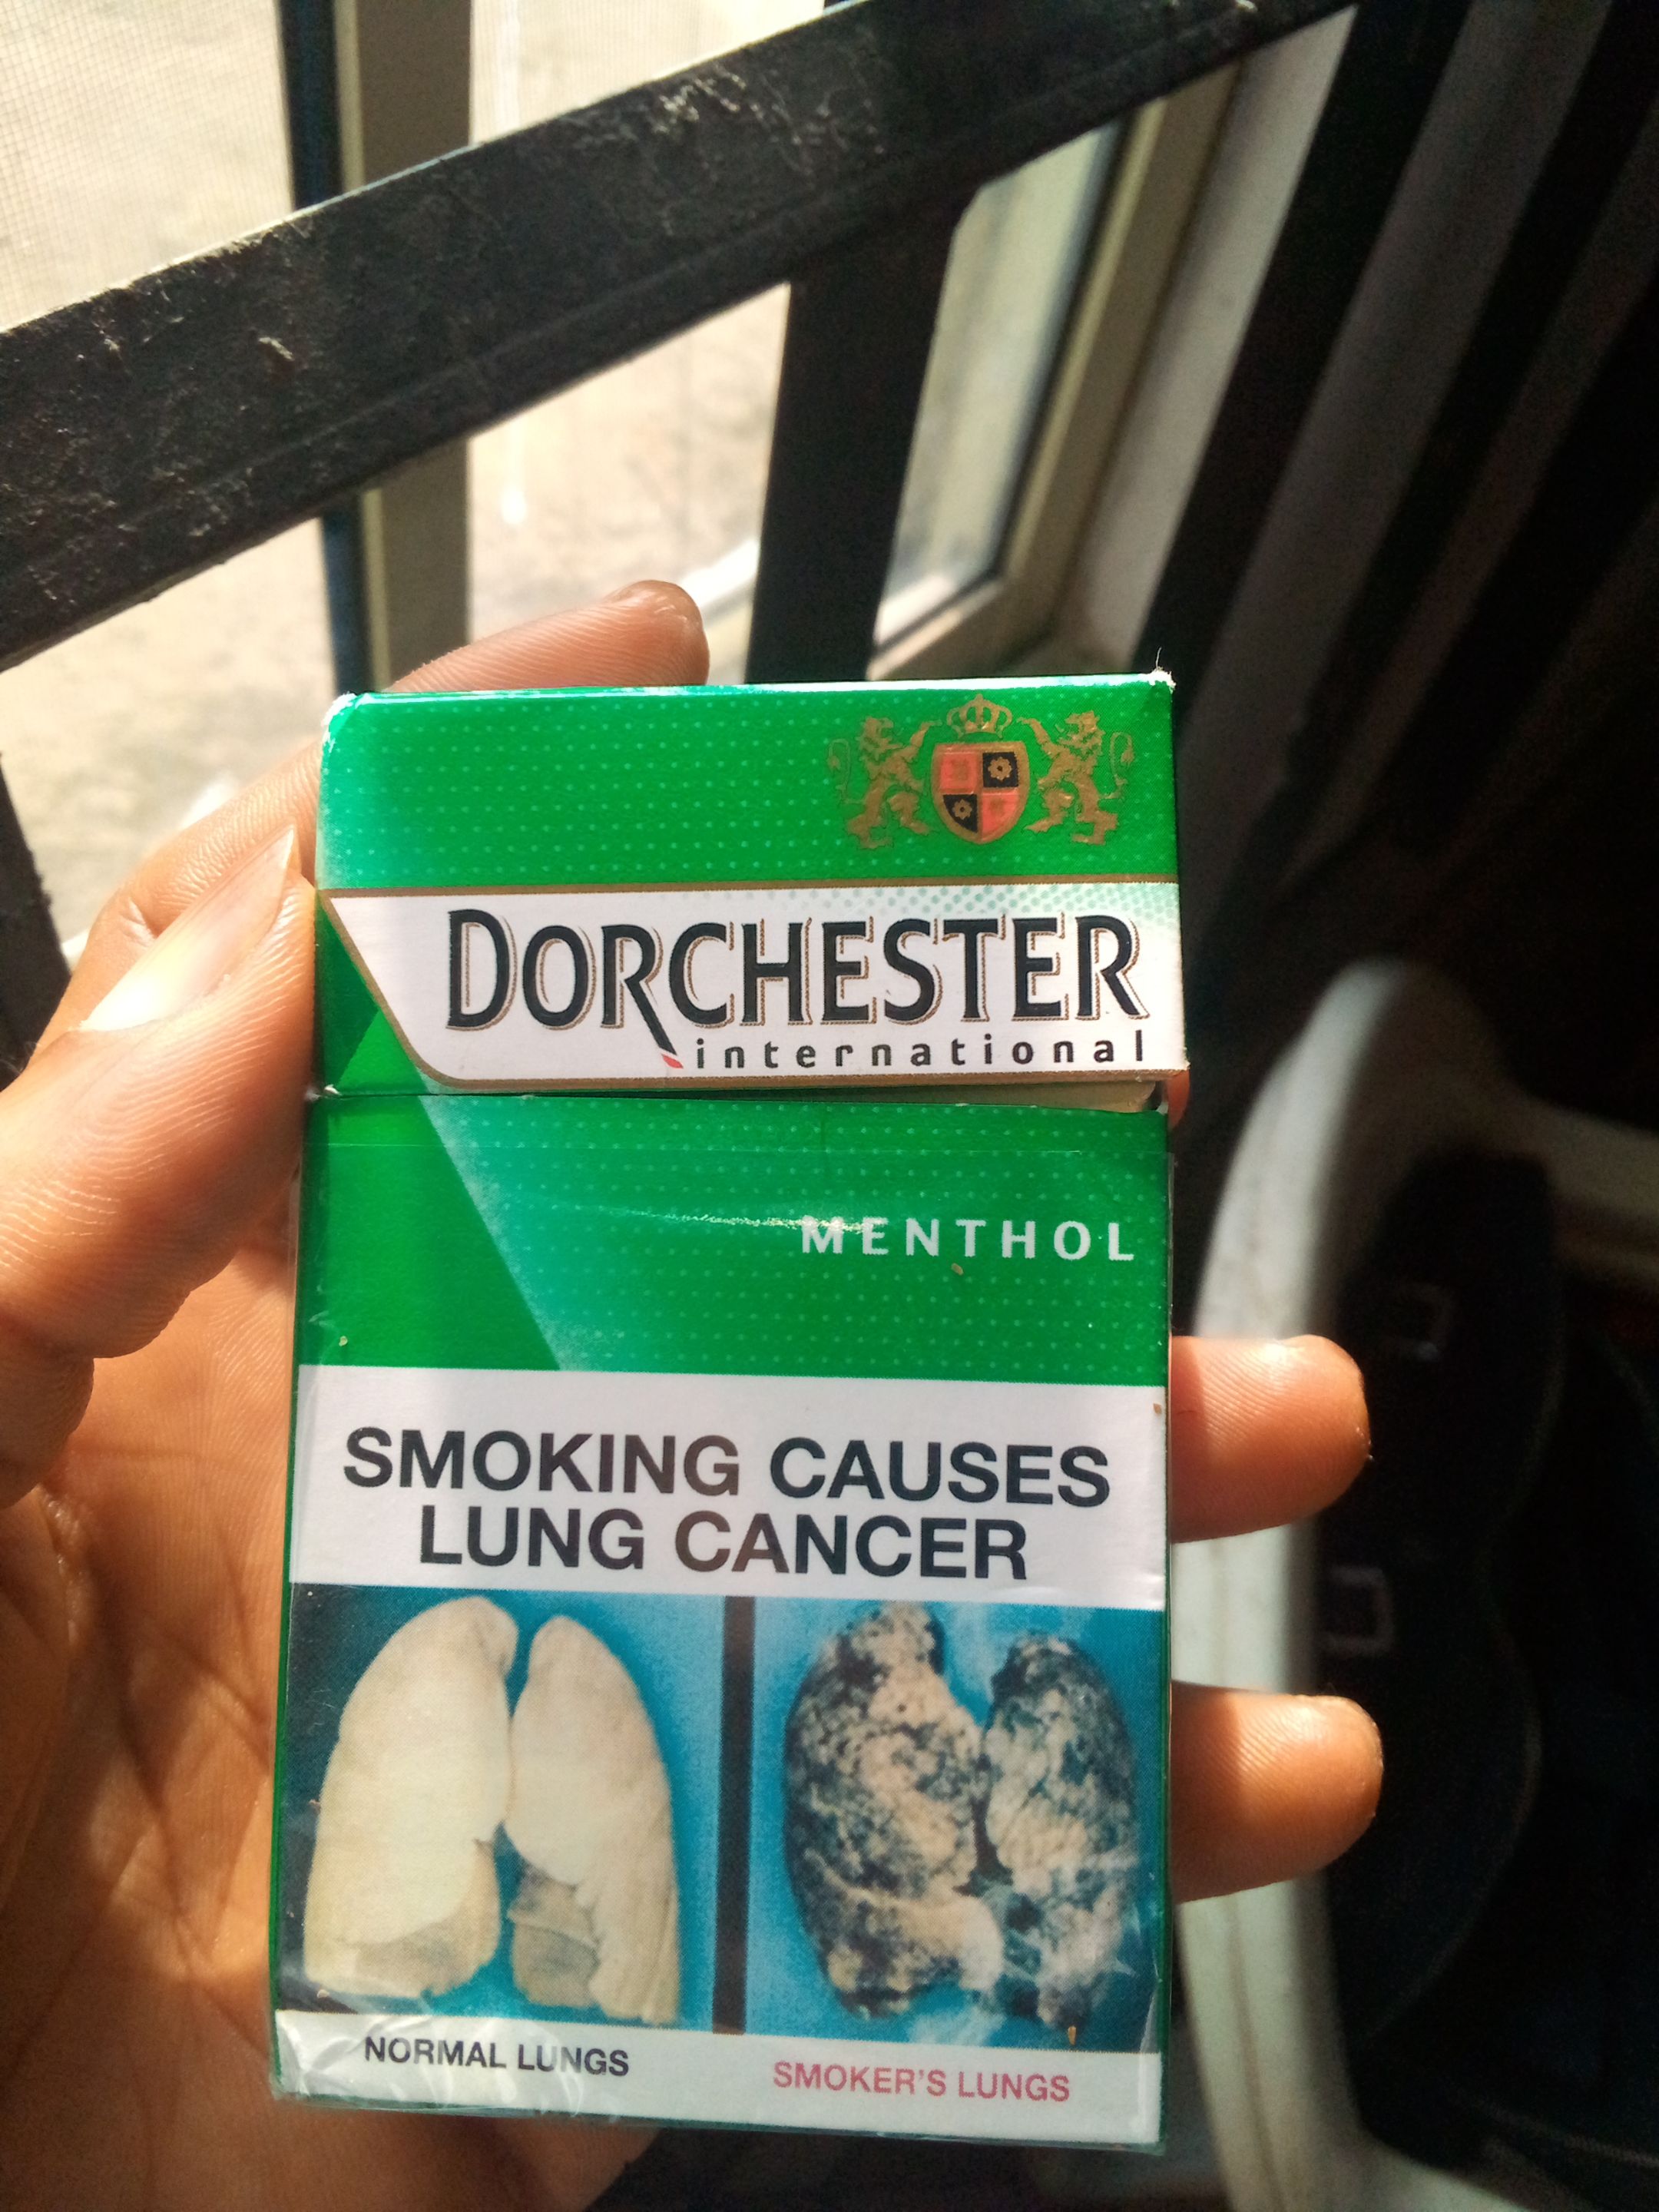 DORCHESTER
international
MENTHOL
SMOKING CAUSES
LUNG CANCER
NORMAL LUNGS
SMOKER'S LUNGS